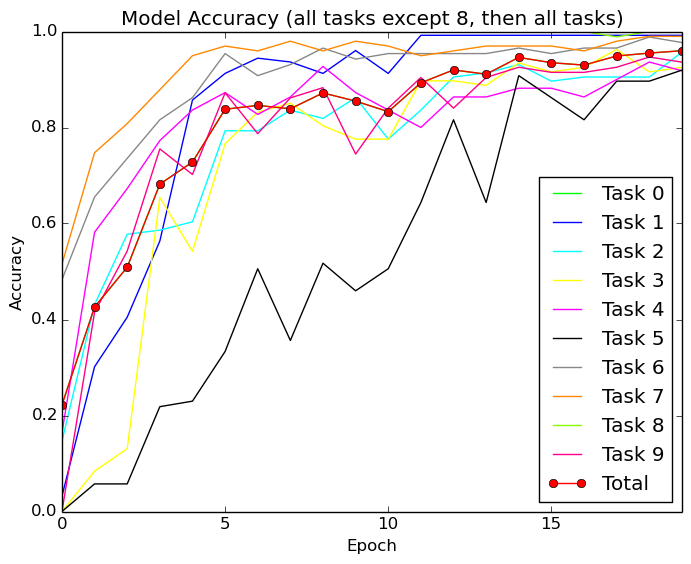 Model Accuracy (all tasks except 8, then all tasks)
1.0
0.8
0.6
0.4
0.2
0.0
Accuracy
0
5
10
15
Epoch
Task 0
Task 1
Task 2
Task 3
Task 4
Task 5
Task 6
Task 7
Task 8
Task 9
Total